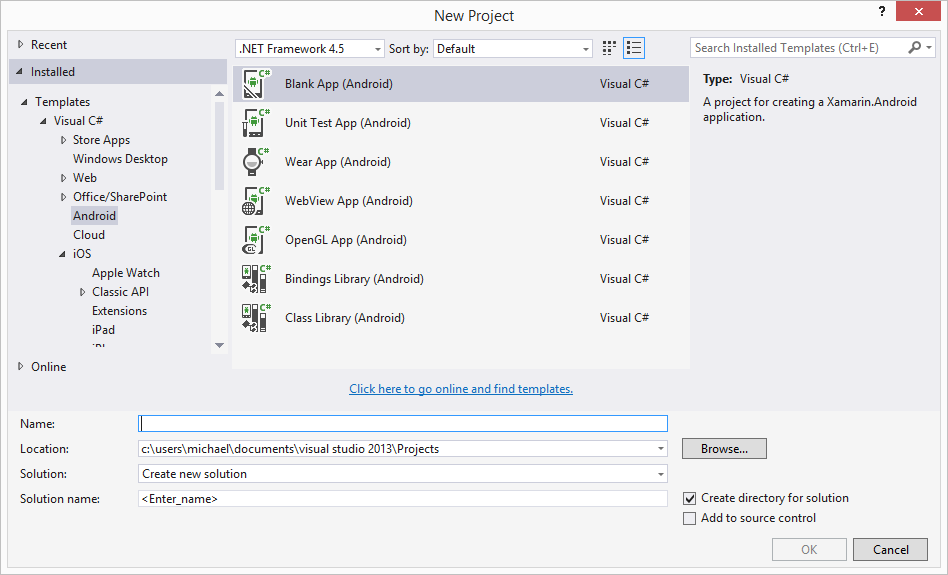 New Project
?
Recent
Installed
Templates
Visual C#
Store Apps
Windows Desktop
Web
Office/SharePoint
Android
Cloud
iOS
Apple Watch
Classic API
Extensions
iPad
Online
.NET Framework 4.5
Sort by: Default
Search Installed Templates (Ctrl+E)
C# Blank App (Android) Visual C#
C# Unit Test App (Android) Visual C#
C# Wear App (Android) Visual C#
C# WebView App (Android) Visual C#
C# GL OpenGL App (Android) Visual C#
C# Bindings Library (Android) Visual C#
C# Class Library (Android) Visual C#
Type: Visual C#
A project for creating a Xamarin.Android
application.
Click here to go online and find templates.
Name:
Location: c:\users\michael\documents\visual studio 2013\Projects
Browse...
Solution: Create new solution
Solution name: <Enter_name>
Create directory for solution
Add to source control
OK
Cancel